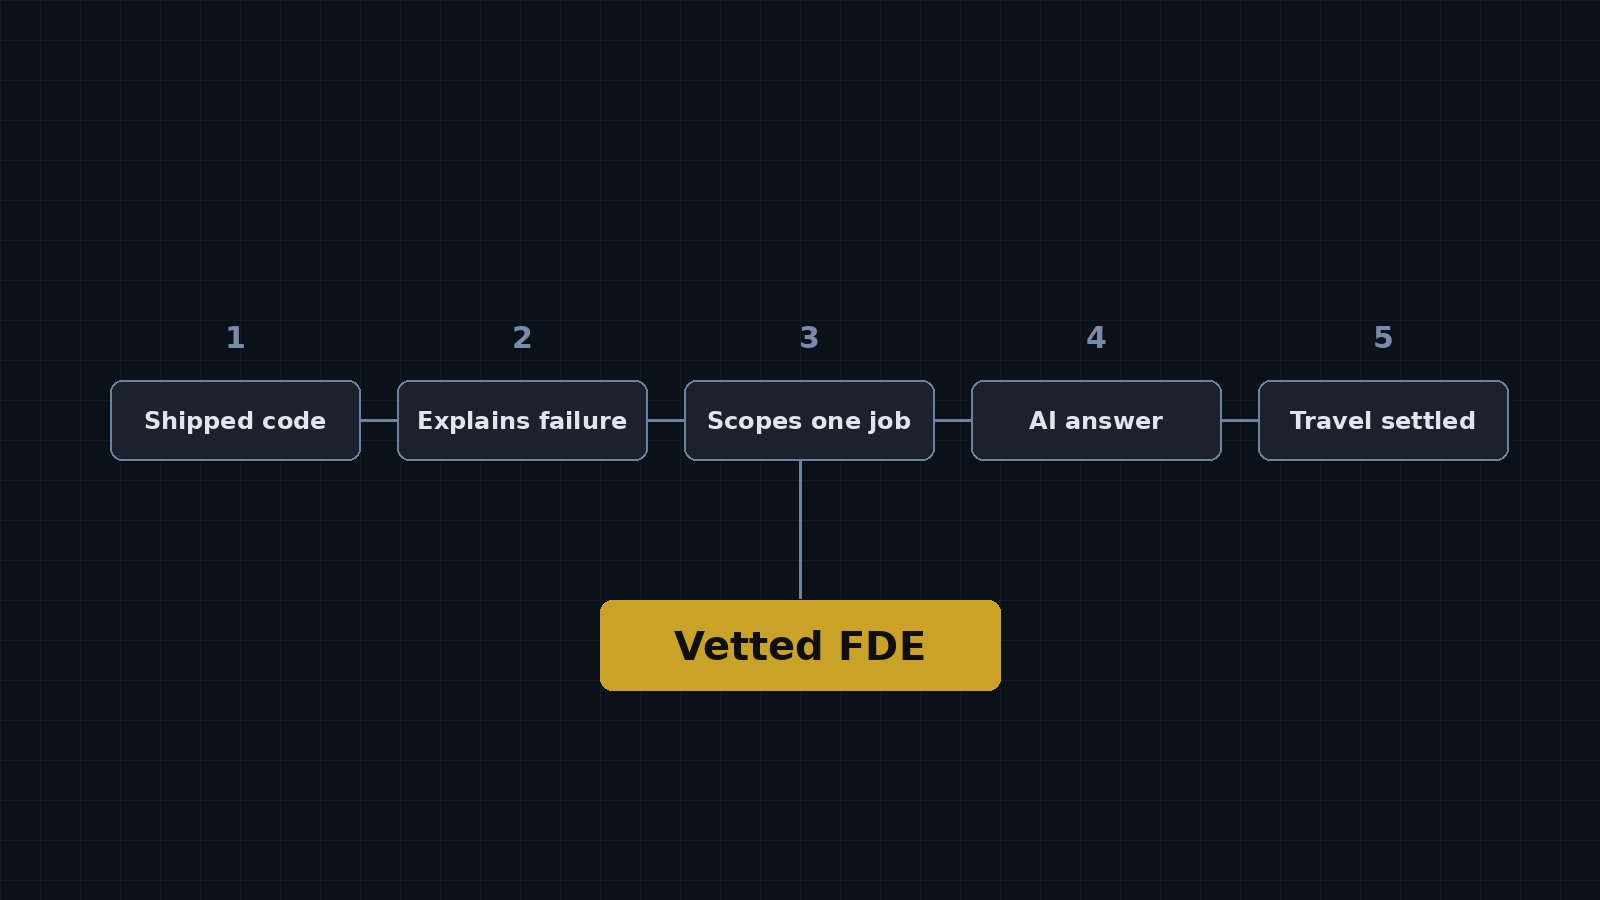 1
2
3
4
5
Shipped code
Explains failure
Scopes one job
AI answer
Travel settled
Vetted FDE